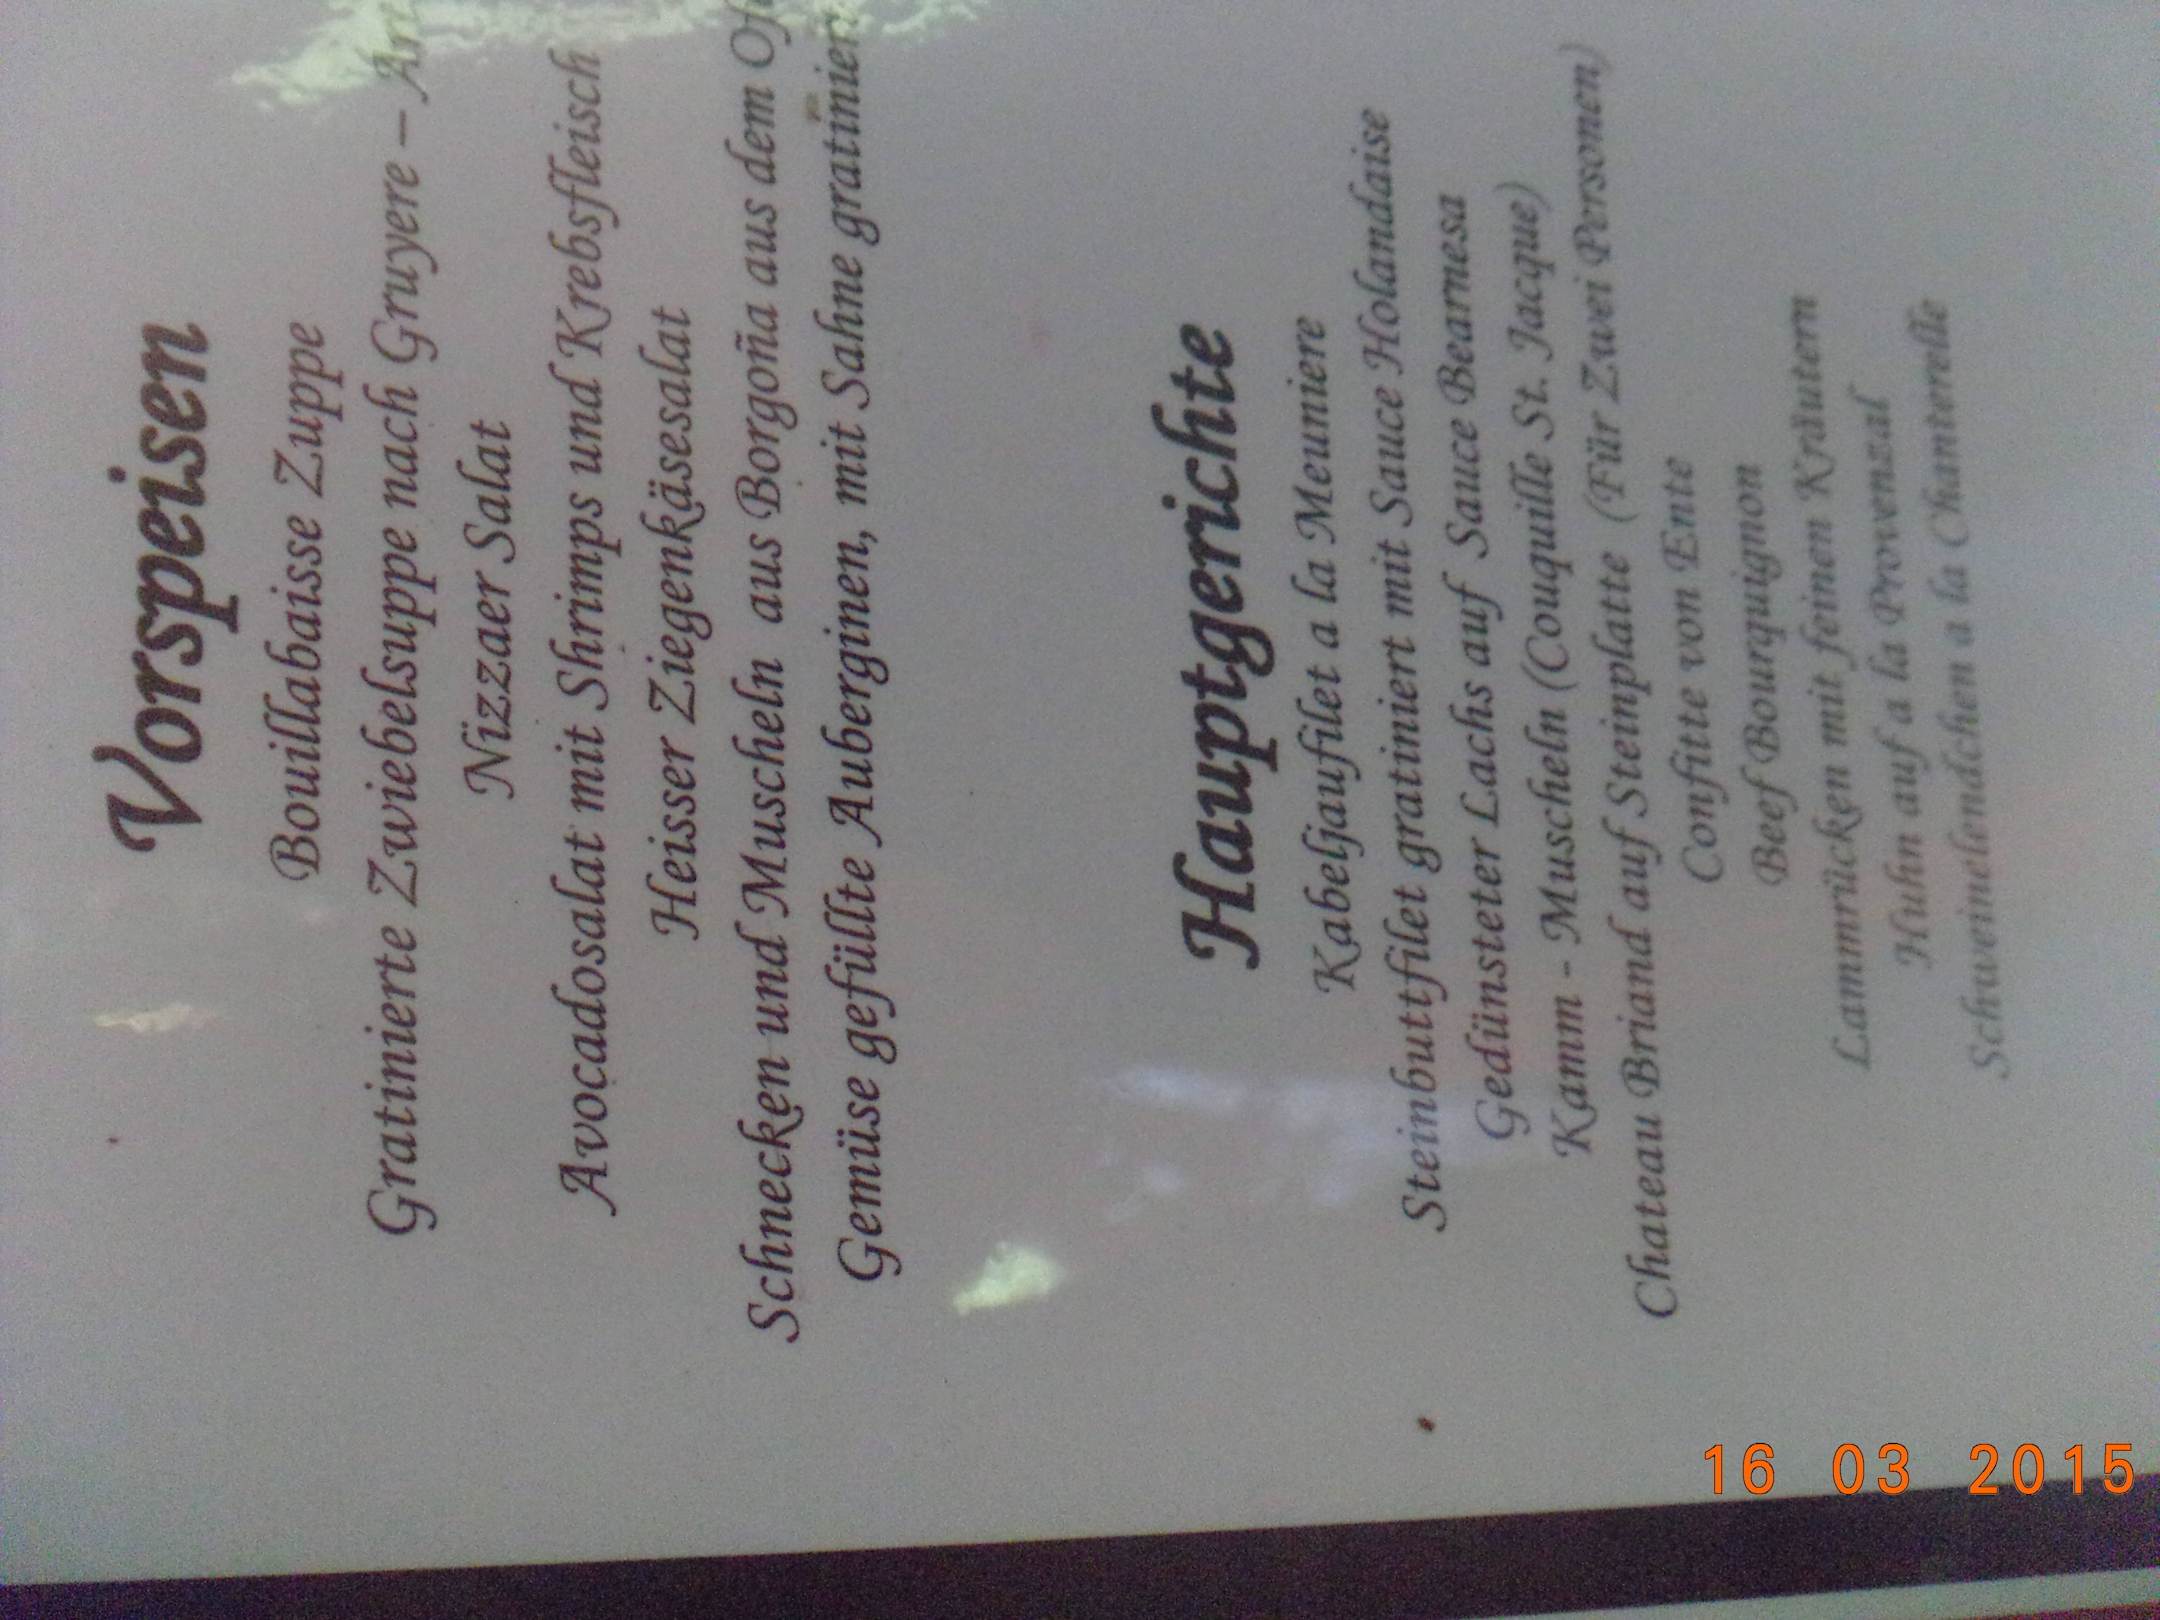 Vorspeisen
Bouillabaisse Zuppe
Gratinierte Zwiebelsuppe nach Gruyere –
Nizzaer Salat
Avocadosalat mit Shrimps und Krebsfleisch
Heisser Ziegenkäsesalat
Schnecken und Muscheln aus Borgoña aus dem
Gemüse gefüllte Auberginen, mit Sahne
Hauptgerichte
Kabeljaufilet a la Meuniere
Steinbuttfilet gratiniert mit Sauce Holandaise
Gedünsteter Lachs auf Sauce Bearnesa
Kamm - Muscheln (Couquille St. Jacque)
Chateau Briand auf Steinplatte (Für Zwei Personen)
Confitte von Ente
Beef Bourquignon
Lammrücken mit feinen Kräutern
Huhn auf a la Provenzal
Schweinelendchen a la Chanterelle
16 03 2015